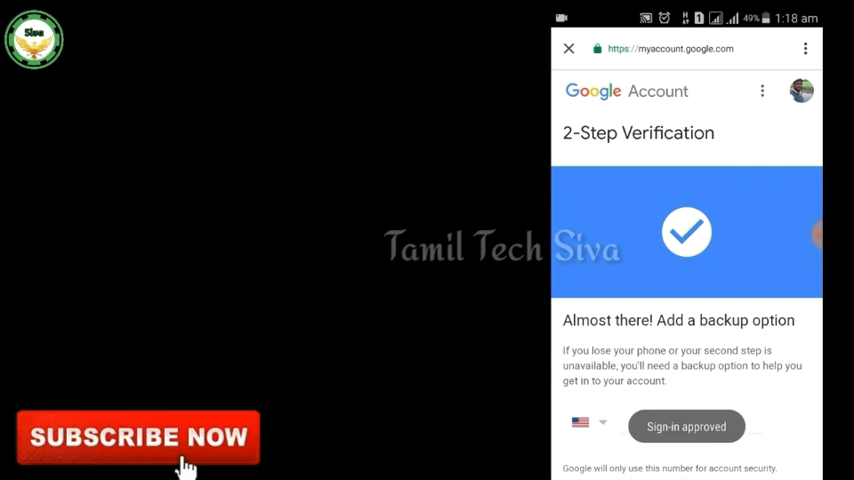 Siva
H
1
49%
1:18 am
https://myaccount.google.com
Google Account
2-Step Verification
Tamil Tech Siva
Almost there! Add a backup option
If you lose your phone or your second step is
unavailable, you'll need a backup option to help you
get in to your account.
Sign-in approved
Google will only use this number for account security.
SUBSCRIBE NOW